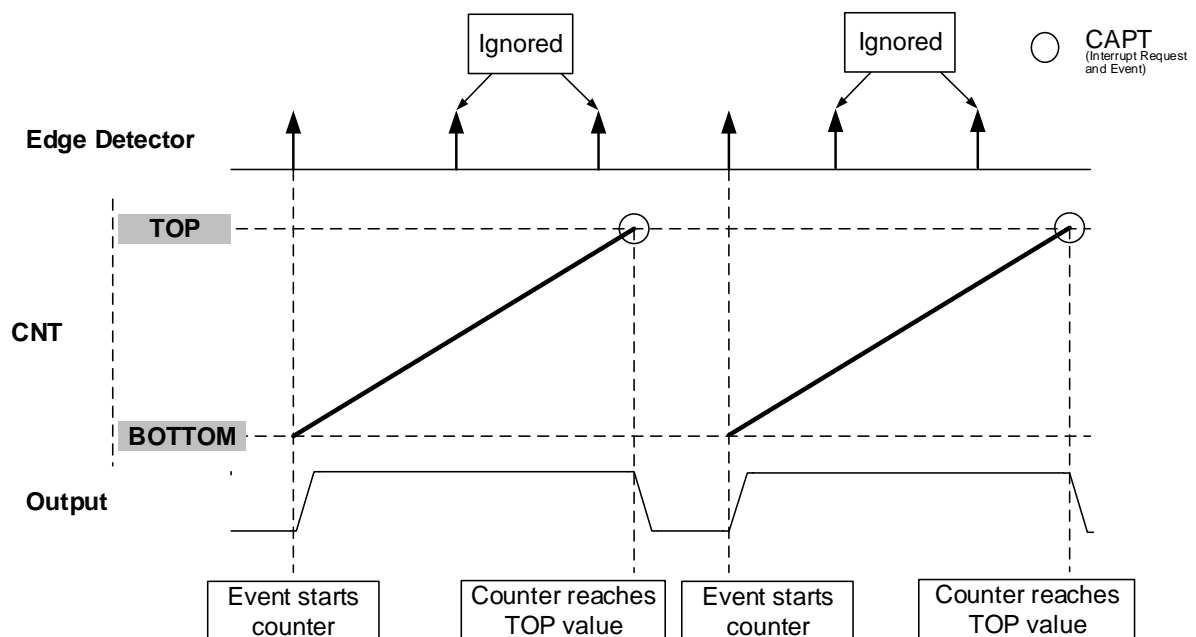 Ignored
Ignored
CAPT
(Interrupt Request
and Event)
Edge Detector
TOP
CNT
BOTTOM
Output
Event starts
counter
Counter reaches
TOP value
Event starts
counter
Counter reaches
TOP value